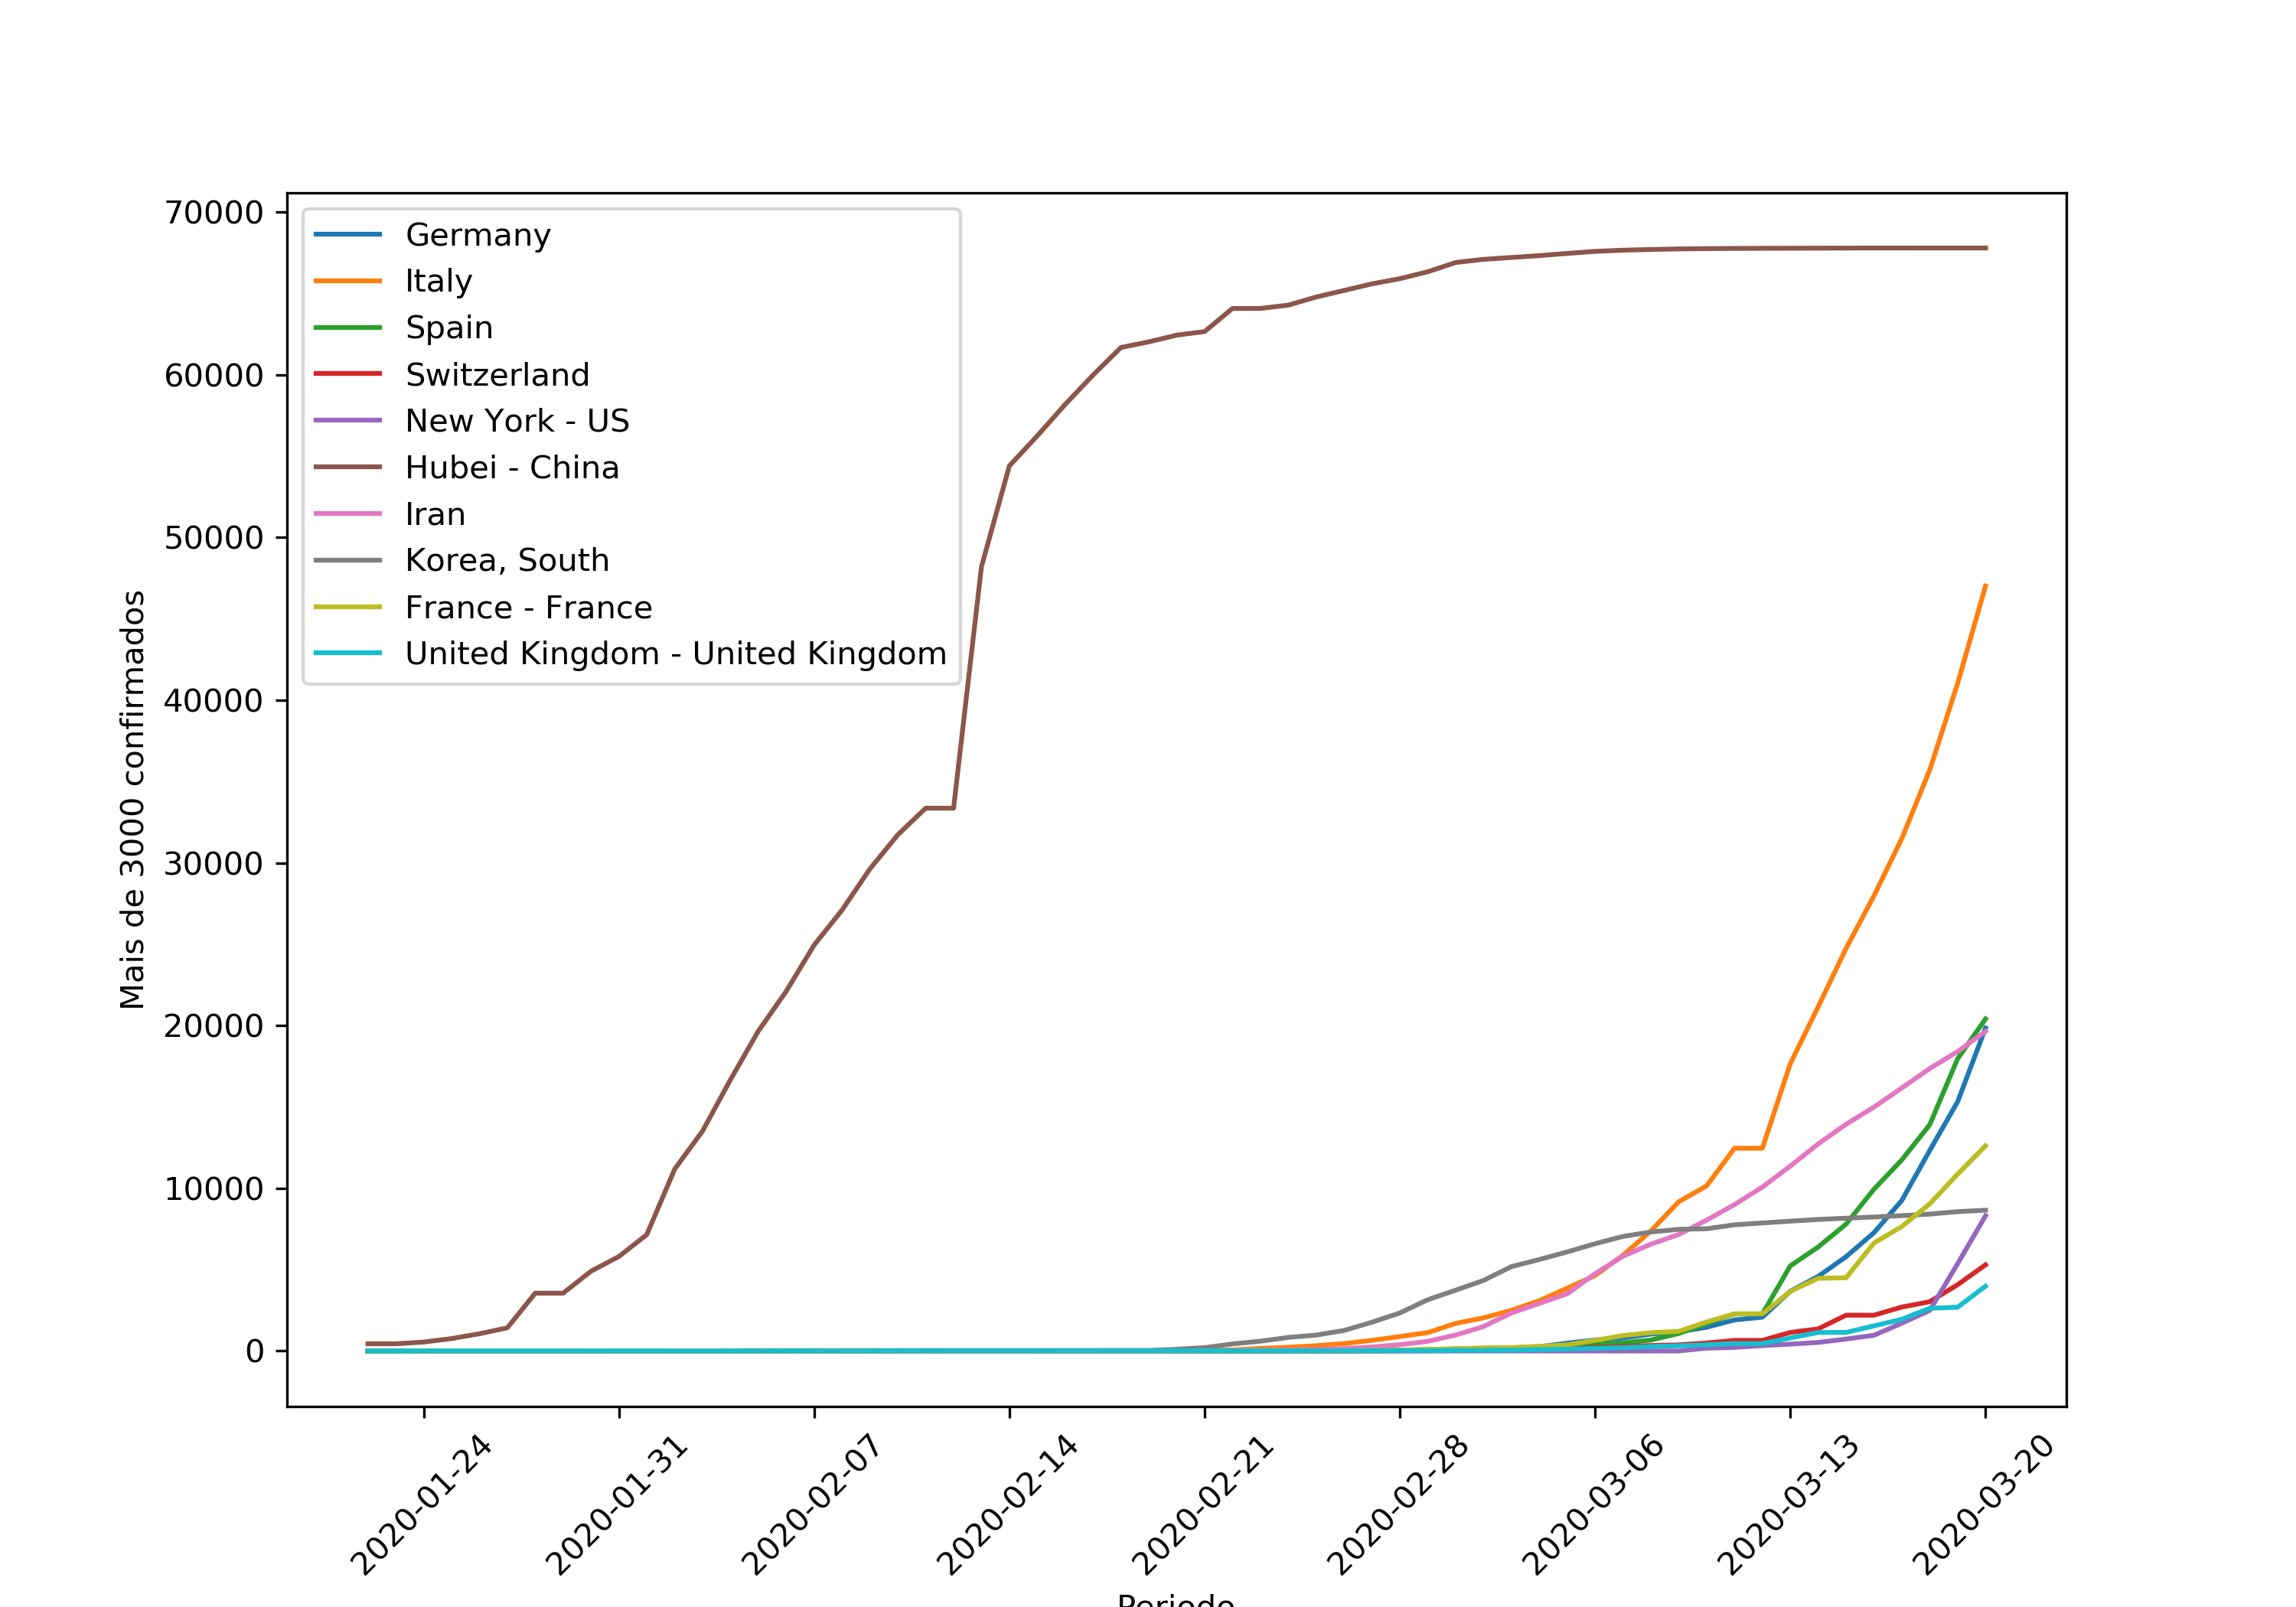 70000
60000
50000
40000
30000
20000
10000
0
Mais de 3000 confirmados
Germany
Italy
Spain
Switzerland
New York - US
Hubei - China
Iran
Korea, South
France - France
United Kingdom - United Kingdom
2020-01-24
2020-01-31
2020-02-07
2020-02-14
2020-02-21
2020-02-28
2020-03-06
2020-03-13
2020-03-20
Periodo